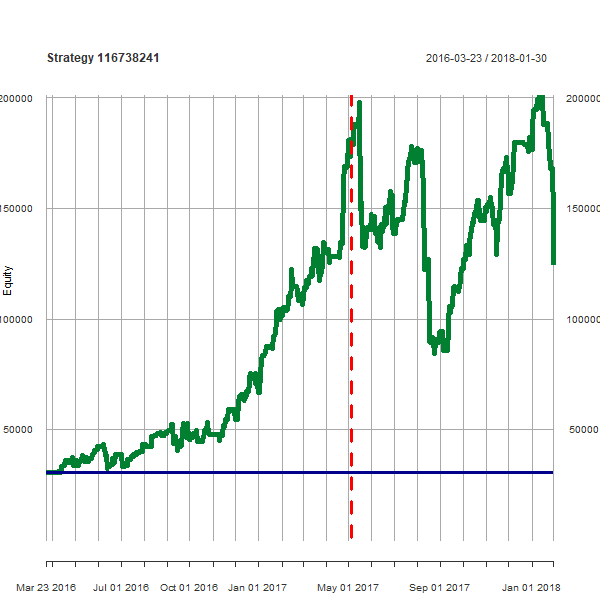 Strategy 116738241
2016-03-23 / 2018-01-30
200000
200000
150000
150000
Equity
100000
100000
50000
50000
Mar 23 2016
Jul 01 2016
Oct 01 2016
Jan 01 2017
May 01 2017
Sep 01 2017
Jan 01 2018